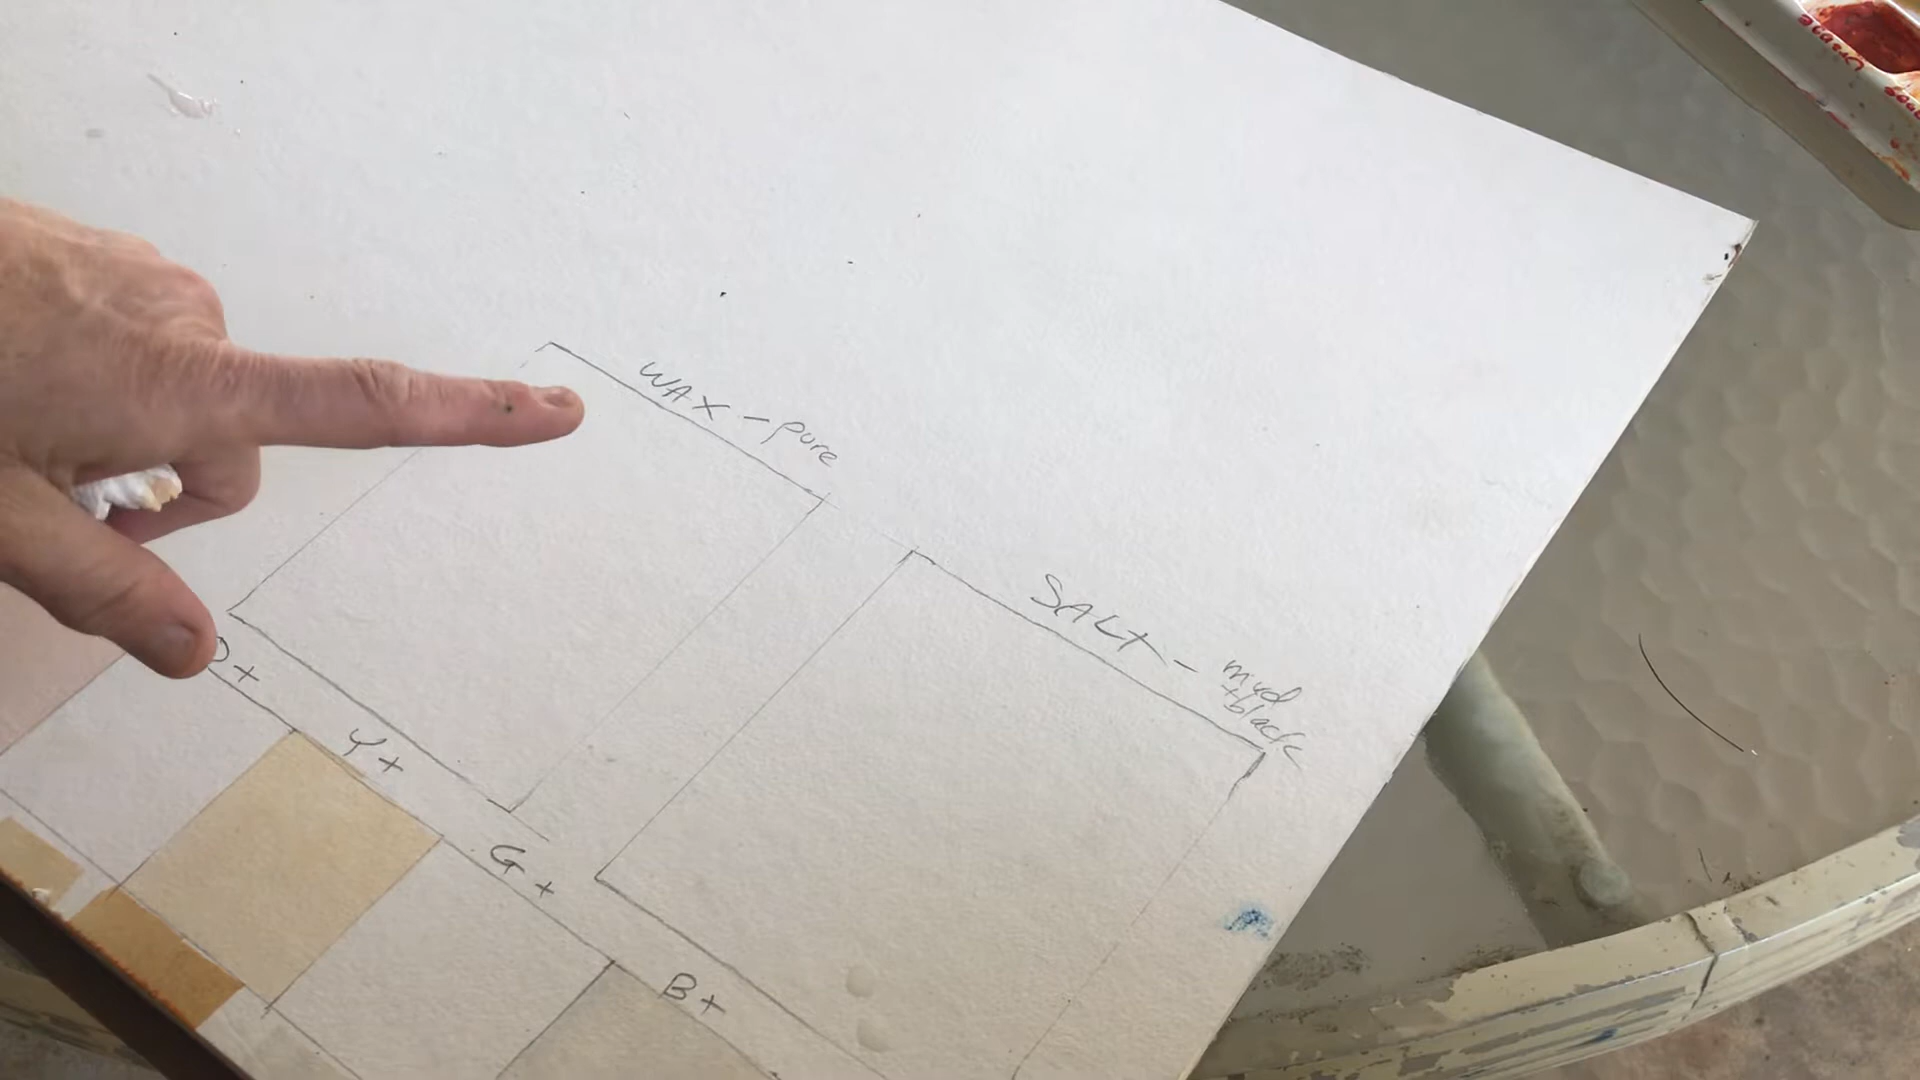 WAX - pure
SALT - mud
+black
O+
Y+
G+
B+